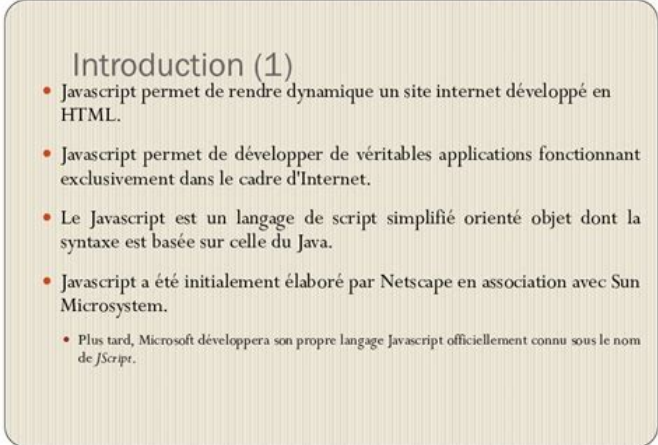 Introduction (1)
• Javascript permet de rendre dynamique un site internet développé en
HTML.
• Javascript permet de développer de véritables applications fonctionnant
exclusivement dans le cadre d'Internet.
• Le Javascript est un langage de script simplifié orienté objet dont la
syntaxe est basée sur celle du Java.
• Javascript a été initialement élaboré par Netscape en association avec Sun
Microsystem.
• Plus tard, Microsoft développera son propre langage Javascript officiellement connu sous le nom
de JScript.